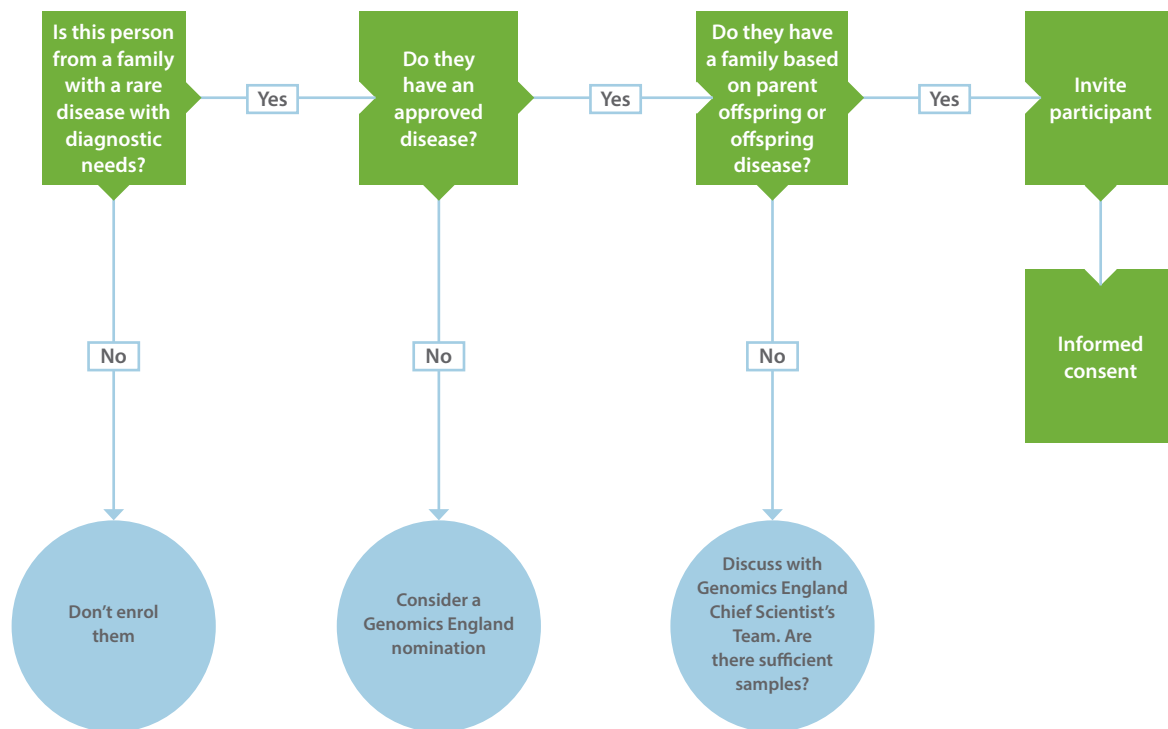 Is this person
from a family
with a rare
disease with
diagnostic
needs?
Yes
Do they
have an
approved
disease?
Yes
Do they have
a family based
on parent
offspring or
offspring
disease?
Yes
Invite
participant
Informed
consent
No
No
No
Don’t enrol
them
Consider a
Genomics England
nomination
Discuss with
Genomics England
Chief Scientist’s
Team. Are
there sufficient
samples?